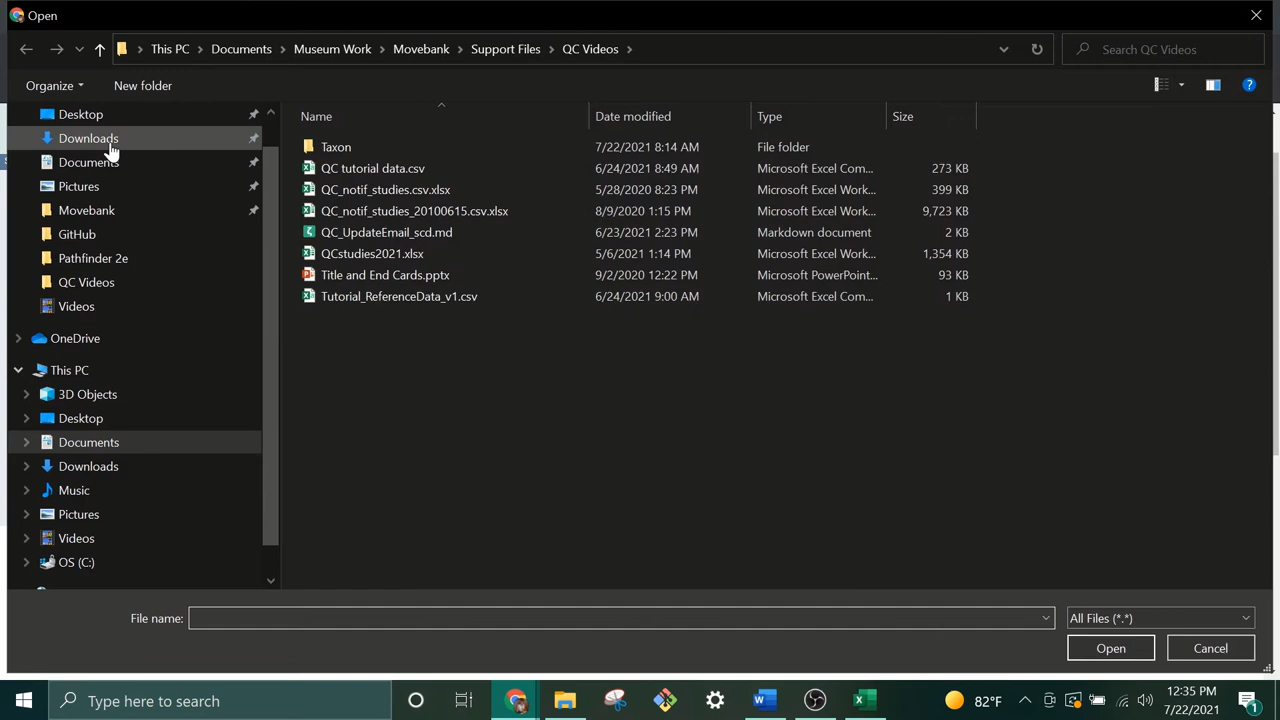 Open
This PC Documents Museum Work Movebank Support Files QC Videos Search QC Videos
Organize New folder
Name Date modified Type Size
Desktop
Downloads
Documents
Pictures
Movebank
GitHub
Pathfinder 2e
QC Videos
Videos
OneDrive
This PC
3D Objects
Desktop
Documents
Downloads
Music
Pictures
Videos
OS (C:)
Taxon 7/22/2021 8:14 AM File folder
QC tutorial data.csv 6/24/2021 8:49 AM Microsoft Excel Com... 273 KB
QC_notif_studies.csv.xlsx 5/28/2020 8:23 PM Microsoft Excel Work... 399 KB
QC_notif_studies_20100615.csv.xlsx 8/9/2020 1:15 PM Microsoft Excel Work... 9,723 KB
QC_UpdateEmail_scd.md 6/23/2021 2:23 PM Markdown document 2 KB
QCstudies2021.xlsx 5/6/2021 1:14 PM Microsoft Excel Work... 1,354 KB
Title and End Cards.pptx 9/2/2020 12:22 PM Microsoft PowerPoint... 93 KB
Tutorial_ReferenceData_v1.csv 6/24/2021 9:00 AM Microsoft Excel Com... 1 KB
File name: All Files (*.*)
Open Cancel
Type here to search 82°F 12:35 PM
7/22/2021 1